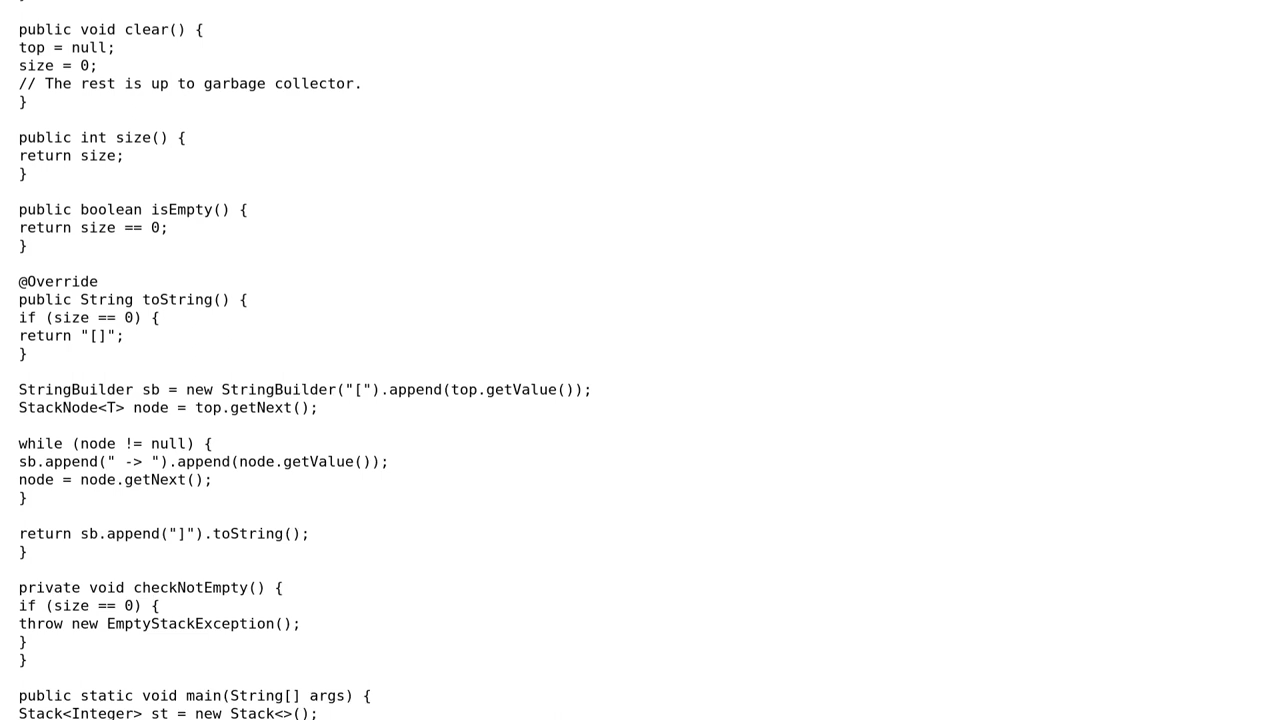 }
public void clear() {
top = null;
size = 0;
// The rest is up to garbage collector.
}
public int size() {
return size;
}
public boolean isEmpty() {
return size == 0;
}
@Override
public String toString() {
if (size == 0) {
return "[]";
}
StringBuilder sb = new StringBuilder("[").append(top.getValue());
StackNode<T> node = top.getNext();
while (node != null) {
sb.append(" -> ").append(node.getValue());
node = node.getNext();
}
return sb.append("]").toString();
}
private void checkNotEmpty() {
if (size == 0) {
throw new EmptyStackException();
}
}
public static void main(String[] args) {
Stack<Integer> st = new Stack<>();